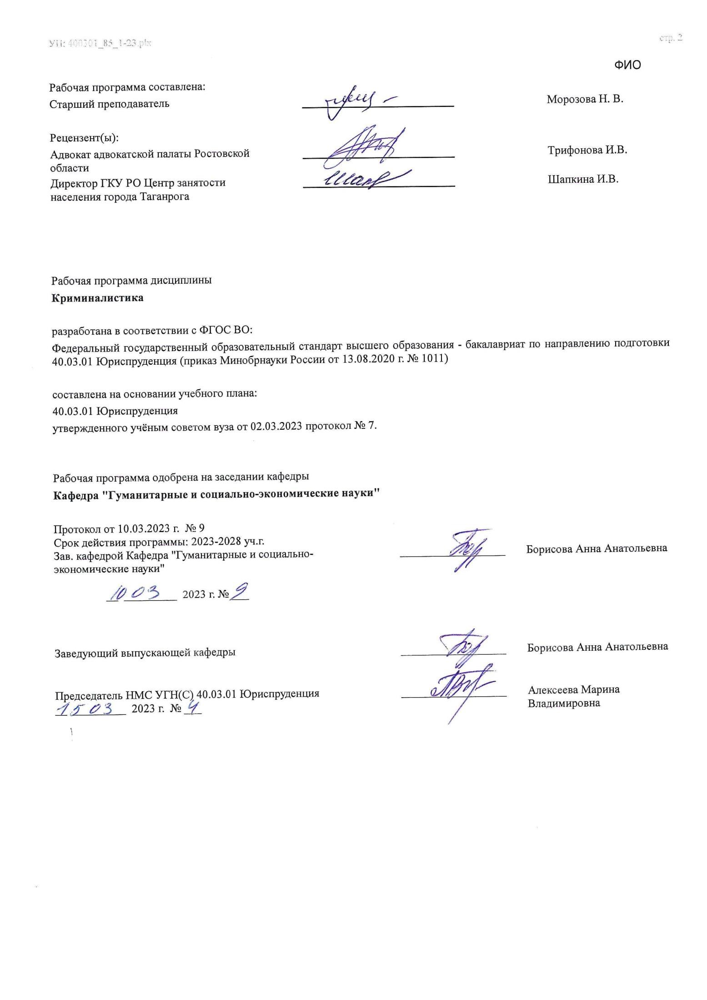 УП: 400301_85_1-23.plx
стр. 2
ФИО
Рабочая программа составлена:
Старший преподаватель
Морозова Н. В.
Рецензент(ы):
Адвокат адвокатской палаты Ростовской
области
Трифонова И.В.
Директор ГКУ РО Центр занятости
населения города Таганрога
Шапкина И.В.
Рабочая программа дисциплины
Криминалистика
разработана в соответствии с ФГОС ВО:
Федеральный государственный образовательный стандарт высшего образования - бакалавриат по направлению подготовки
40.03.01 Юриспруденция (приказ Минобрнауки России от 13.08.2020 г. № 1011)
составлена на основании учебного плана:
40.03.01 Юриспруденция
утвержденного учёным советом вуза от 02.03.2023 протокол № 7.
Рабочая программа одобрена на заседании кафедры
Кафедра "Гуманитарные и социально-экономические науки"
Протокол от 10.03.2023 г. № 9
Срок действия программы: 2023-2028 уч.г.
Зав. кафедрой Кафедра "Гуманитарные и социально-
экономические науки"
Борисова Анна Анатольевна
10 03 2023 г. № 9
Заведующий выпускающей кафедры
Борисова Анна Анатольевна
Председатель НМС УГН(С) 40.03.01 Юриспруденция
15 03 2023 г. № 4
Алексеева Марина
Владимировна